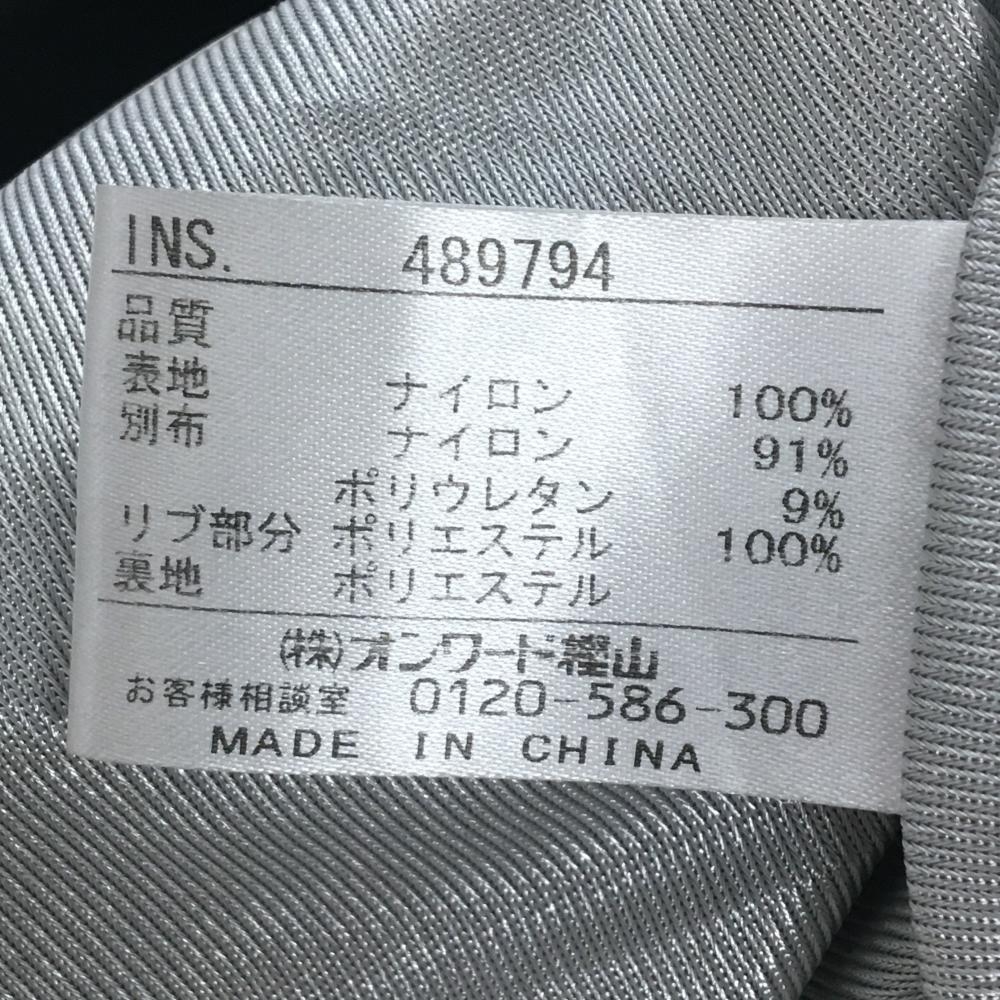 INS. 489794
品質
表地 ナイロン 100%
別布 ナイロン 91%
ポリウレタン 9%
リブ部分 ポリエステル 100%
裏地 ポリエステル
(株)オンワード樫山
お客様相談室 0120-586-300
MADE IN CHINA